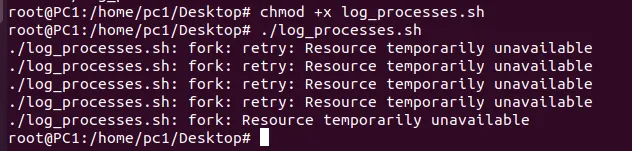 root@PC1:/home/pc1/Desktop# chmod +x log_processes.sh
root@PC1:/home/pc1/Desktop# ./log_processes.sh
./log_processes.sh: fork: retry: Resource temporarily unavailable
./log_processes.sh: fork: retry: Resource temporarily unavailable
./log_processes.sh: fork: retry: Resource temporarily unavailable
./log_processes.sh: fork: retry: Resource temporarily unavailable
./log_processes.sh: fork: Resource temporarily unavailable
root@PC1:/home/pc1/Desktop#